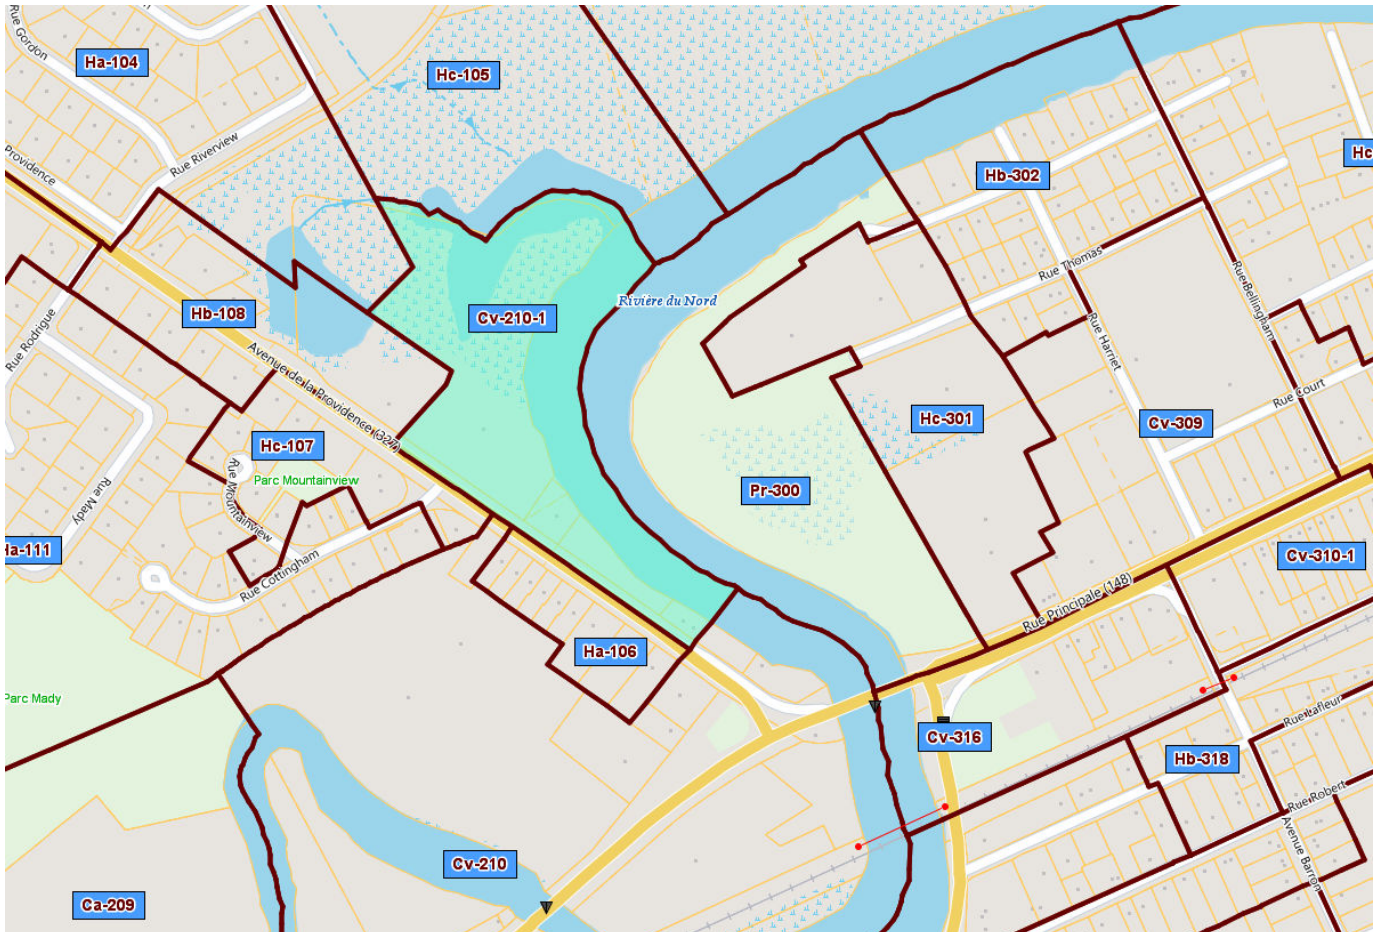 Rue Gordon
Ha-104
Hc-105
Rue Riverview
Providence
Hc
Hb-302
Rue Thomas
Rue Bellingham
Rivière du Nord
Hb-108
Cv-210-1
Rue Rodrigue
Avenue de la Providence (327)
Rue Harriet
Rue Court
Hc-301
Cv-309
Hc-107
Parc Mountainview
Rue Mountainview
Rue Mady
Pr-300
Ha-111
Rue Cottingham
Cv-310-1
Rue Principale (148)
Ha-106
Parc Mady
Rue Lafleur
Cv-316
Hb-318
Rue Robert
Avenue Barron
Cv-210
Ca-209